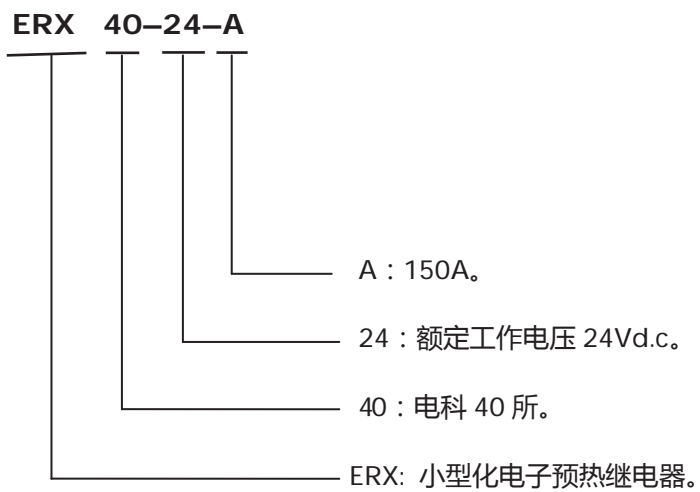 ERX 40–24–A
A：150A。
24：额定工作电压 24Vd.c。
40：电科 40 所。
ERX: 小型化电子预热继电器。